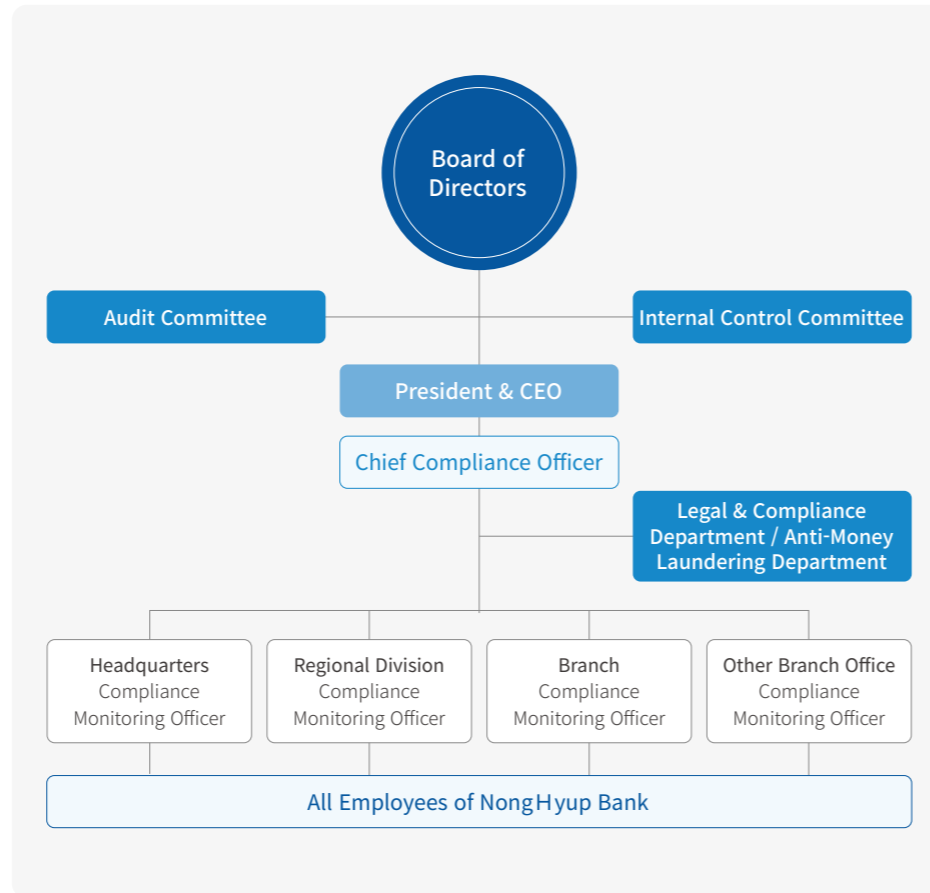 Board of
Directors
Audit Committee
Internal Control Committee
President & CEO
Chief Compliance Officer
Legal & Compliance
Department / Anti-Money
Laundering Department
Headquarters
Compliance
Monitoring Officer
Regional Division
Compliance
Monitoring Officer
Branch
Compliance
Monitoring Officer
Other Branch Office
Compliance
Monitoring Officer
All Employees of NongHyup Bank